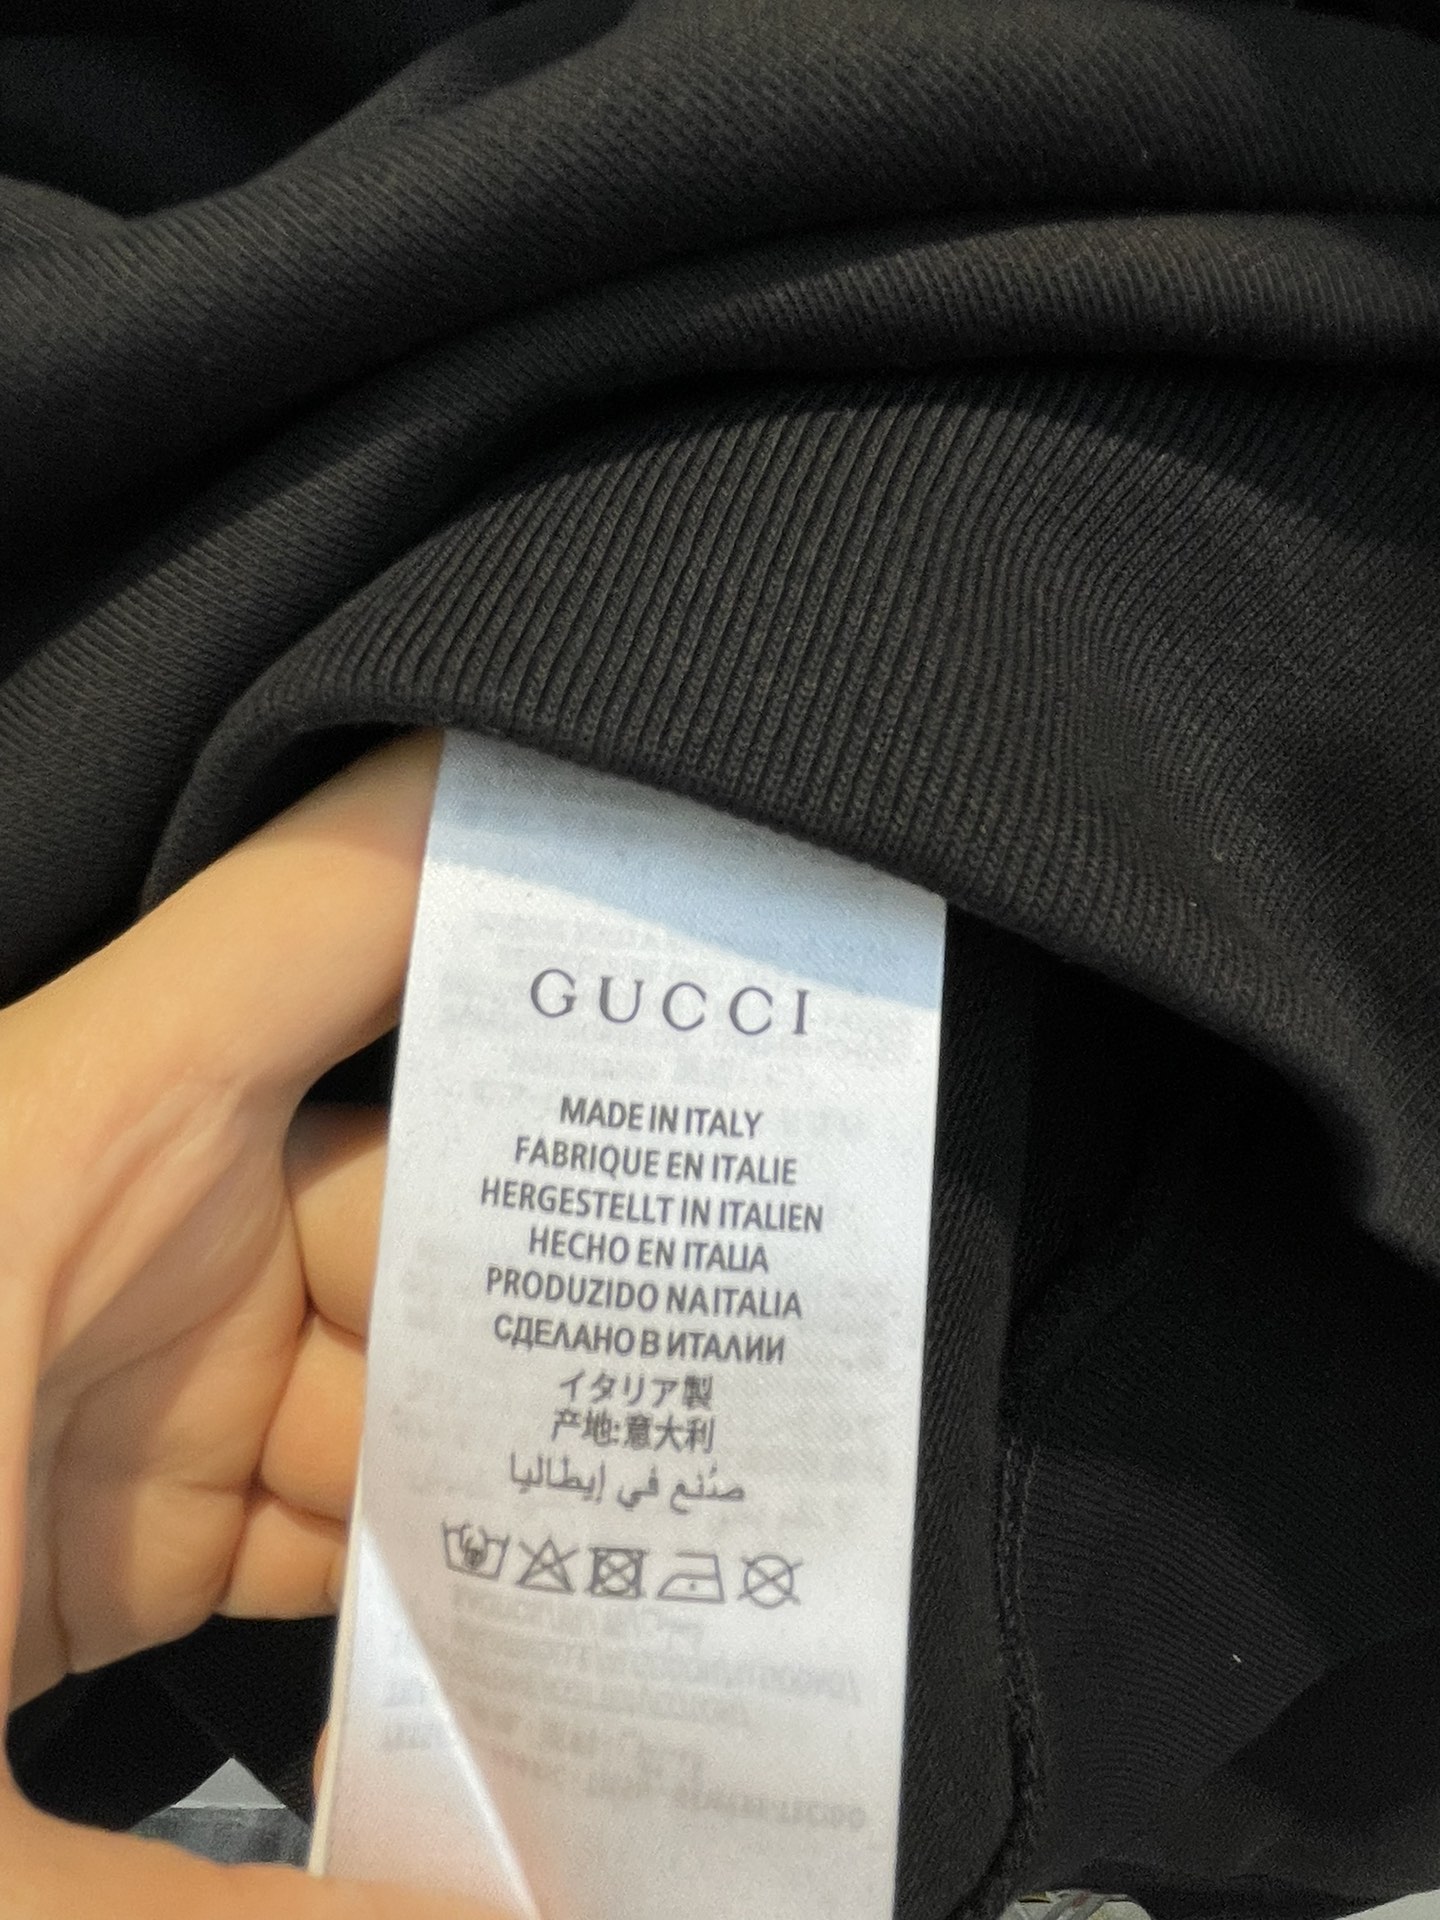 GUCCI
MADE IN ITALY
FABRIQUE EN ITALIE
HERGESTELLT IN ITALIEN
HECHO EN ITALIA
PRODUZIDO NA ITALIA
СДЕЛАНО В ИТАЛИИ
イタリア製
产地:意大利
صُنع في إيطاليا